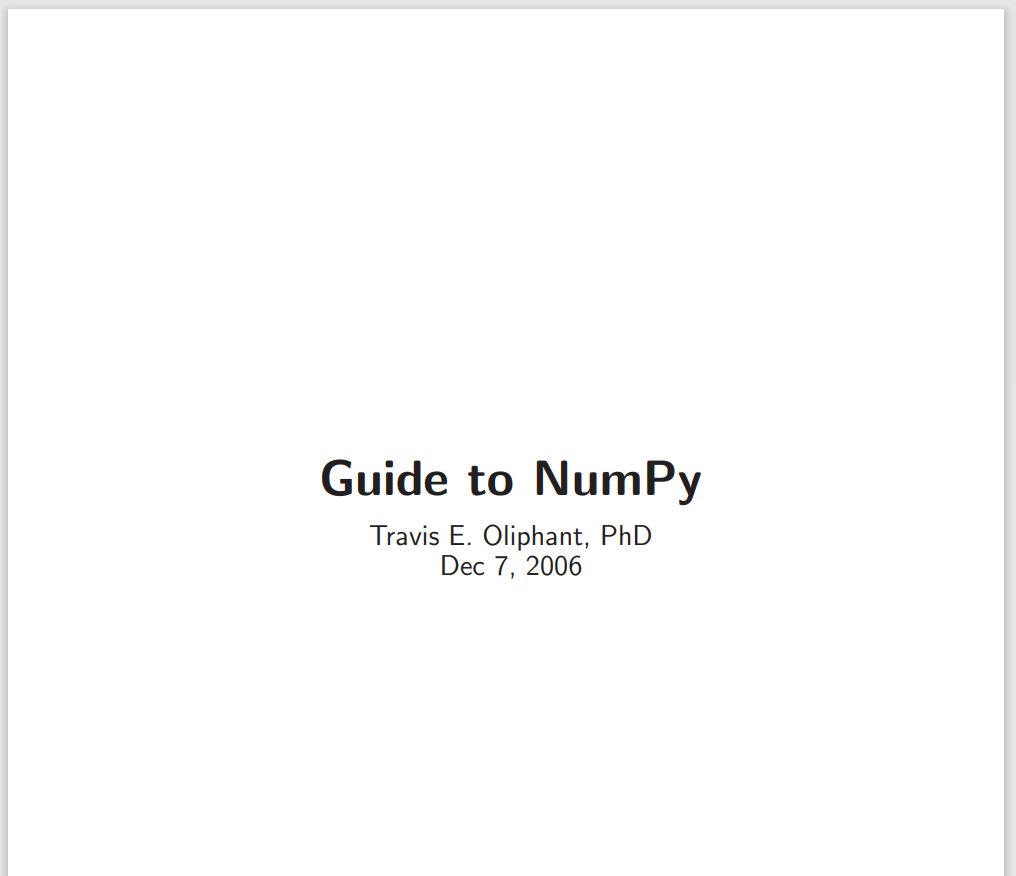 Guide to NumPy
Travis E. Oliphant, PhD
Dec 7, 2006